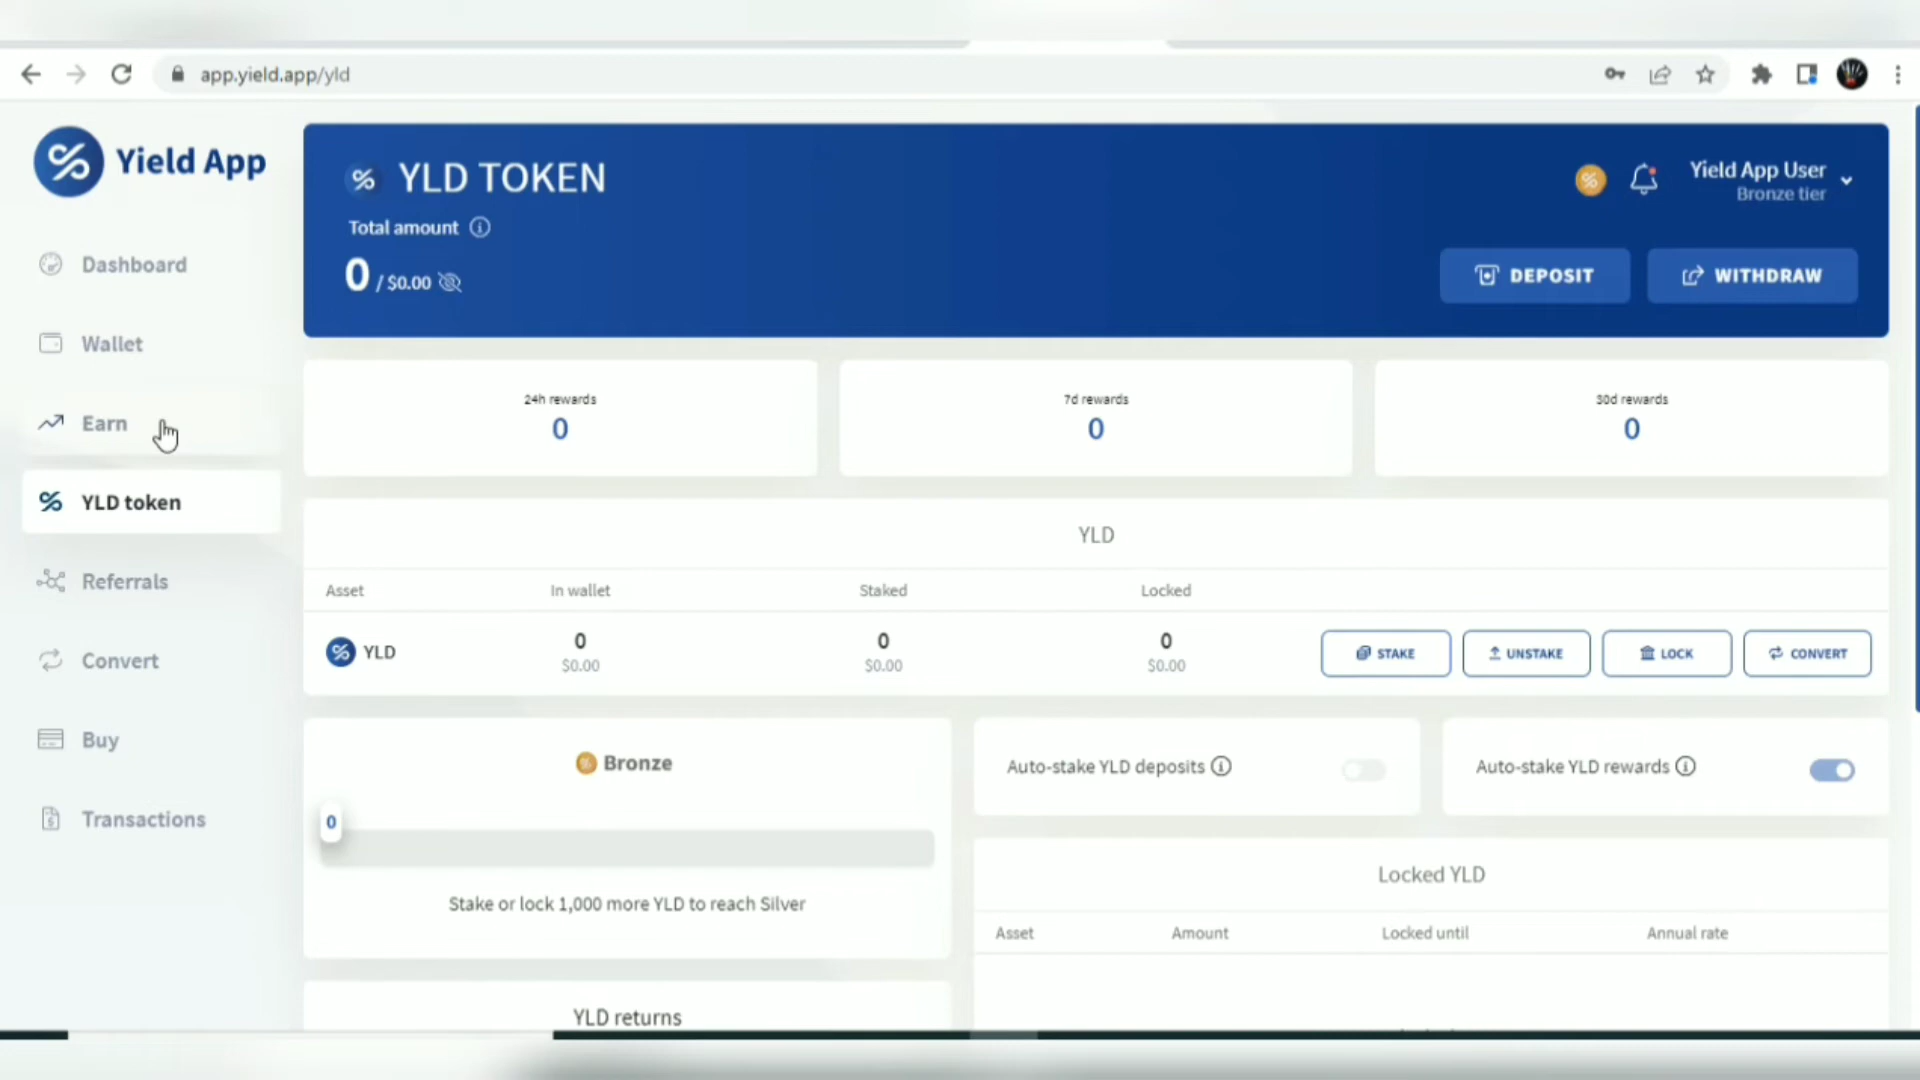 app.yield.app/yld
Yield App
Dashboard
Wallet
Earn
YLD token
Referrals
Convert
Buy
Transactions
YLD TOKEN
Total amount
0 / $0.00
Yield App User
Bronze tier
DEPOSIT
WITHDRAW
24h rewards
0
7d rewards
0
30d rewards
0
YLD
Asset In wallet Staked Locked
YLD 0 0 0 STAKE UNSTAKE LOCK CONVERT
$0.00 $0.00 $0.00
Bronze
0
Stake or lock 1,000 more YLD to reach Silver
YLD returns
Auto-stake YLD deposits
Auto-stake YLD rewards
Locked YLD
Asset Amount Locked until Annual rate